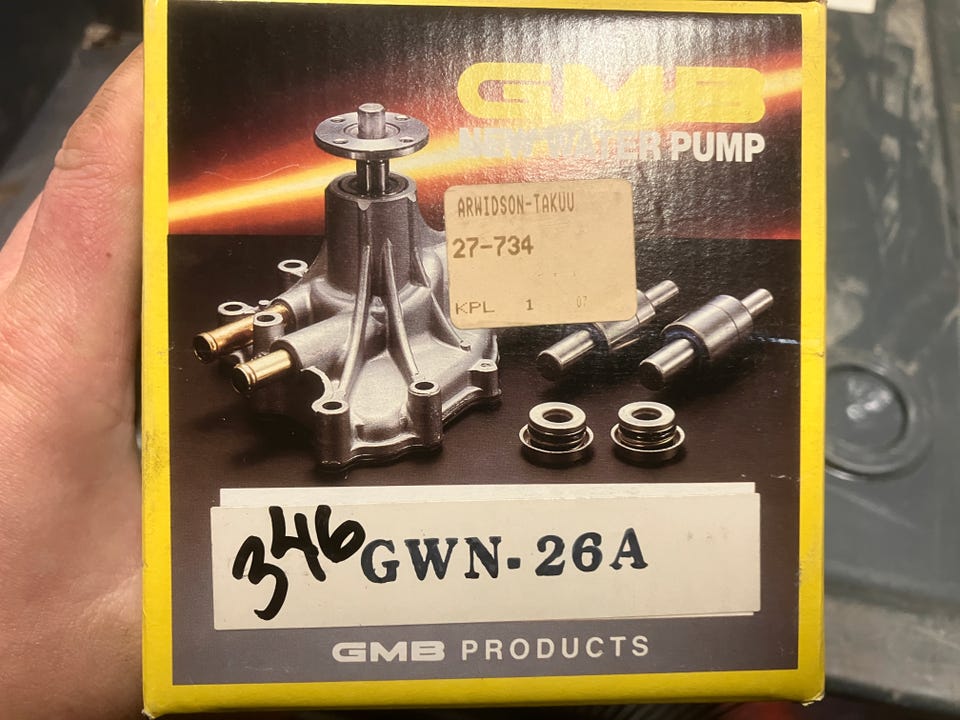 GMB
NEW WATER PUMP
ARWIDSON-TAKUU
27-734
KPL 1 07
346
GWN-26A
GMB PRODUCTS